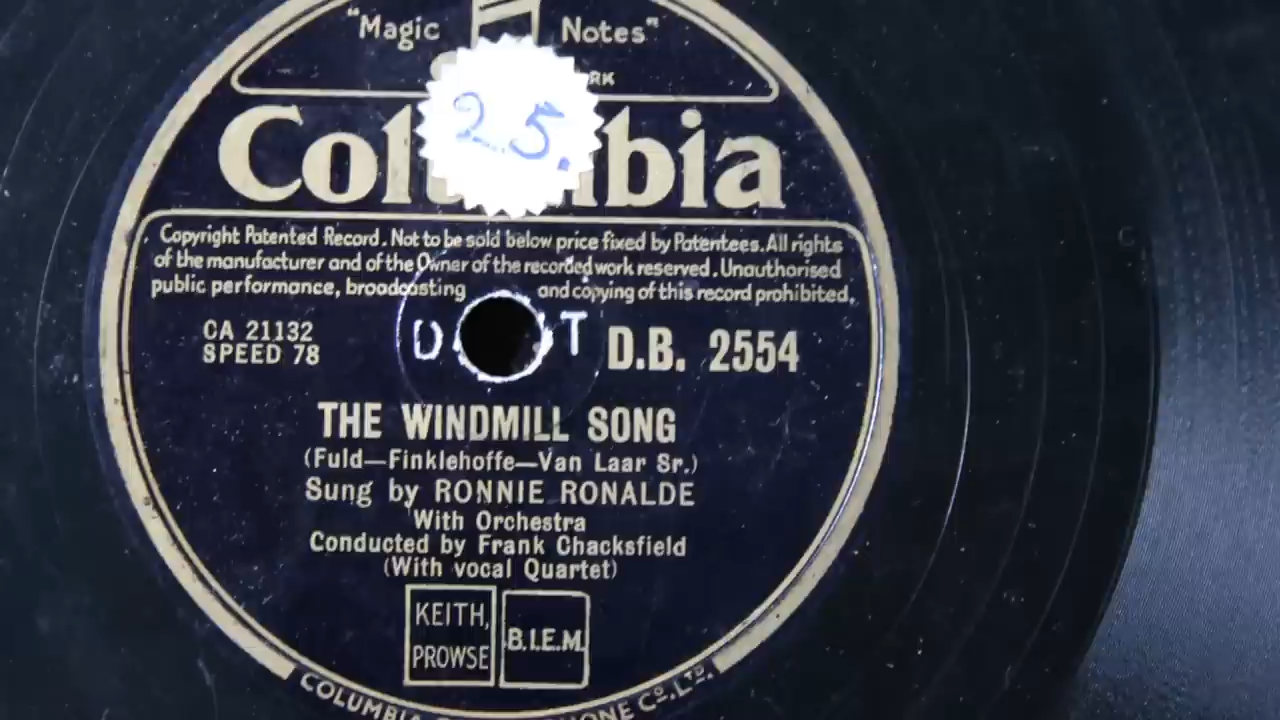 "Magic Notes"
25.
Copyright Patented Record. Not to be sold below price fixed by Patentees. All rights
of the manufacturer and of the Owner of the recorded work reserved. Unauthorised
public performance, broadcasting and copying of this record prohibited.
CA 21132
SPEED 78
D.B. 2554
THE WINDMILL SONG
(Fuld—Finklehoffe—Van Laar Sr.)
Sung by RONNIE RONALDE
With Orchestra
Conducted by Frank Chacksfield
(With vocal Quartet)
KEITH,
PROWSE
B.I.E.M.
COLUMBIA CO., LTD.